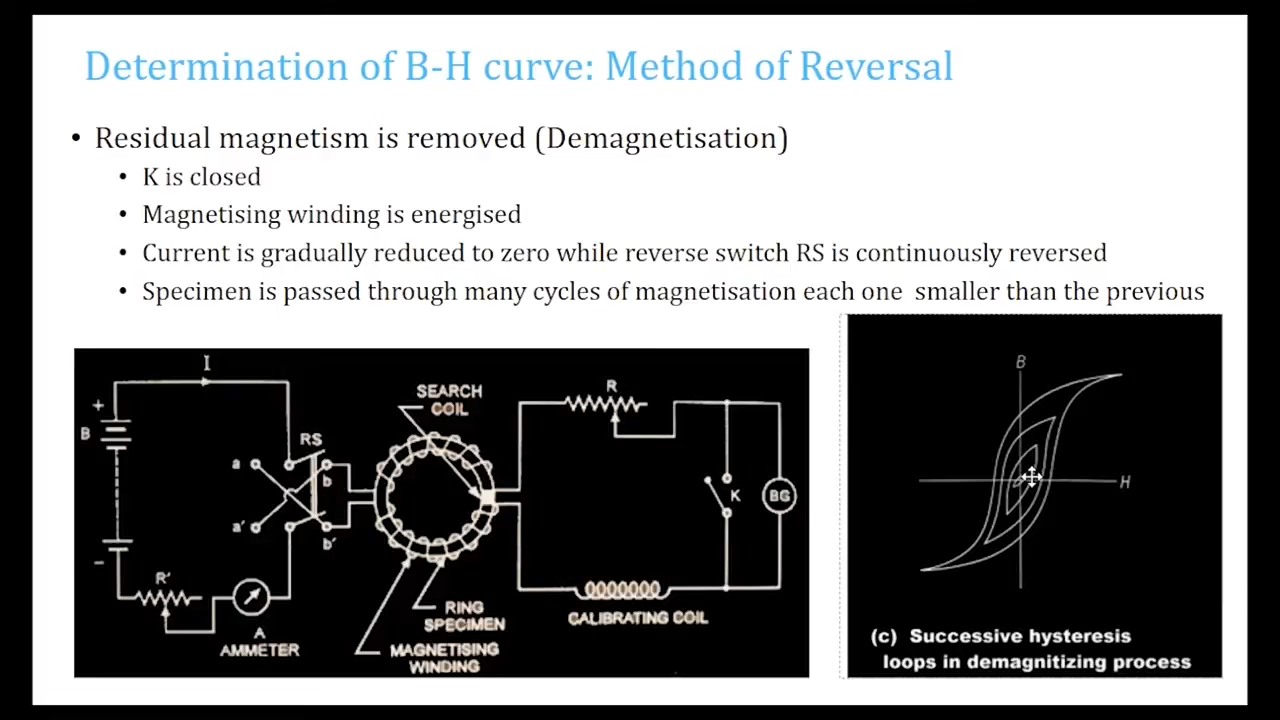 Determination of B-H curve: Method of Reversal
• Residual magnetism is removed (Demagnetisation)
• K is closed
• Magnetising winding is energised
• Current is gradually reduced to zero while reverse switch RS is continuously reversed
• Specimen is passed through many cycles of magnetisation each one smaller than the previous
I
+
B
-
RS
a
a'
b
b'
R'
A
AMMETER
SEARCH
COIL
RING
SPECIMEN
MAGNETISING
WINDING
R
K
BG
CALIBRATING COIL
B
H
(c) Successive hysteresis
loops in demagnitizing process